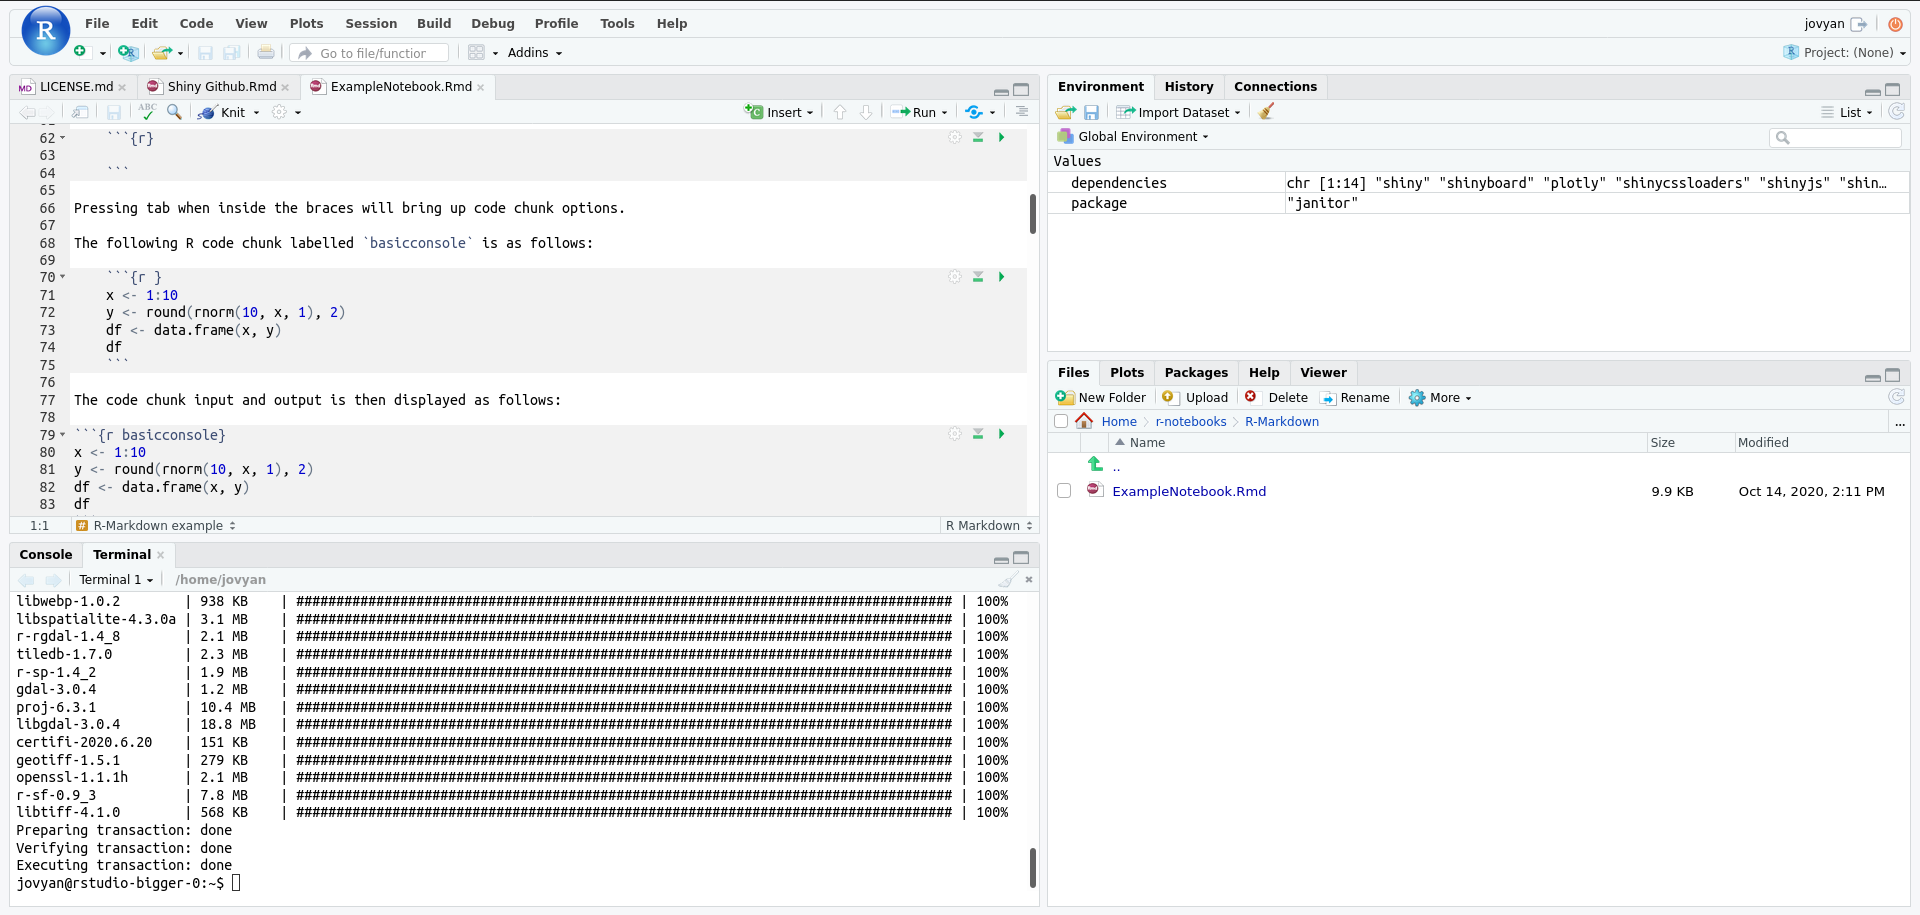 R
File Edit Code View Plots Session Build Debug Profile Tools Help
jovyan
Go to file/functior
Addins
Project: (None)
LICENSE.md
Shiny Github.Rmd
ExampleNotebook.Rmd
ABC Knit Insert Run
62 ```{r}
63
64 ```
65
66 Pressing tab when inside the braces will bring up code chunk options.
67
68 The following R code chunk labelled `basicconsole` is as follows:
69
70 ```{r }
71 x <- 1:10
72 y <- round(rnorm(10, x, 1), 2)
73 df <- data.frame(x, y)
74 df
75 ```
76
77 The code chunk input and output is then displayed as follows:
78
79 ```{r basicconsole}
80 x <- 1:10
81 y <- round(rnorm(10, x, 1), 2)
82 df <- data.frame(x, y)
83 df
1:1 # R-Markdown example R Markdown
Console Terminal
Terminal 1 /home/jovyan
libwebp-1.0.2 | 938 KB | ################################################################################## | 100%
libspatialite-4.3.0a | 3.1 MB | ################################################################################## | 100%
r-rgdal-1.4_8 | 2.1 MB | ################################################################################## | 100%
tiledb-1.7.0 | 2.3 MB | ################################################################################## | 100%
r-sp-1.4_2 | 1.9 MB | ################################################################################## | 100%
gdal-3.0.4 | 1.2 MB | ################################################################################## | 100%
proj-6.3.1 | 10.4 MB | ################################################################################## | 100%
libgdal-3.0.4 | 18.8 MB | ################################################################################## | 100%
certifi-2020.6.20 | 151 KB | ################################################################################## | 100%
geotiff-1.5.1 | 279 KB | ################################################################################## | 100%
openssl-1.1.1h | 2.1 MB | ################################################################################## | 100%
r-sf-0.9_3 | 7.8 MB | ################################################################################## | 100%
libtiff-4.1.0 | 568 KB | ################################################################################## | 100%
Preparing transaction: done
Verifying transaction: done
Executing transaction: done
jovyan@rstudio-bigger-0:~$
Environment History Connections
Import Dataset List
Global Environment
Values
dependencies chr [1:14] "shiny" "shinyboard" "plotly" "shinycssloaders" "shinyjs" "shin…
package "janitor"
Files Plots Packages Help Viewer
New Folder Upload Delete Rename More
Home r-notebooks R-Markdown ...
Name Size Modified
..
ExampleNotebook.Rmd 9.9 KB Oct 14, 2020, 2:11 PM